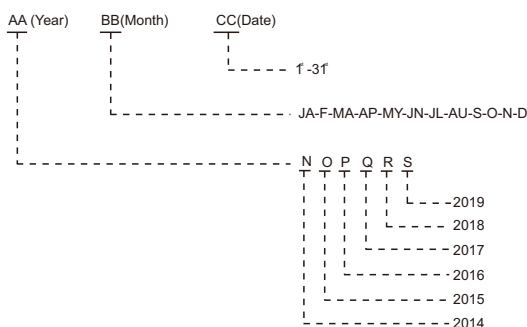 AA (Year) BB(Month) CC(Date)
1-31
JA-F-MA-AP-MY-JN-JL-AU-S-O-N-D
N O P Q R S
2019
2018
2017
2016
2015
2014